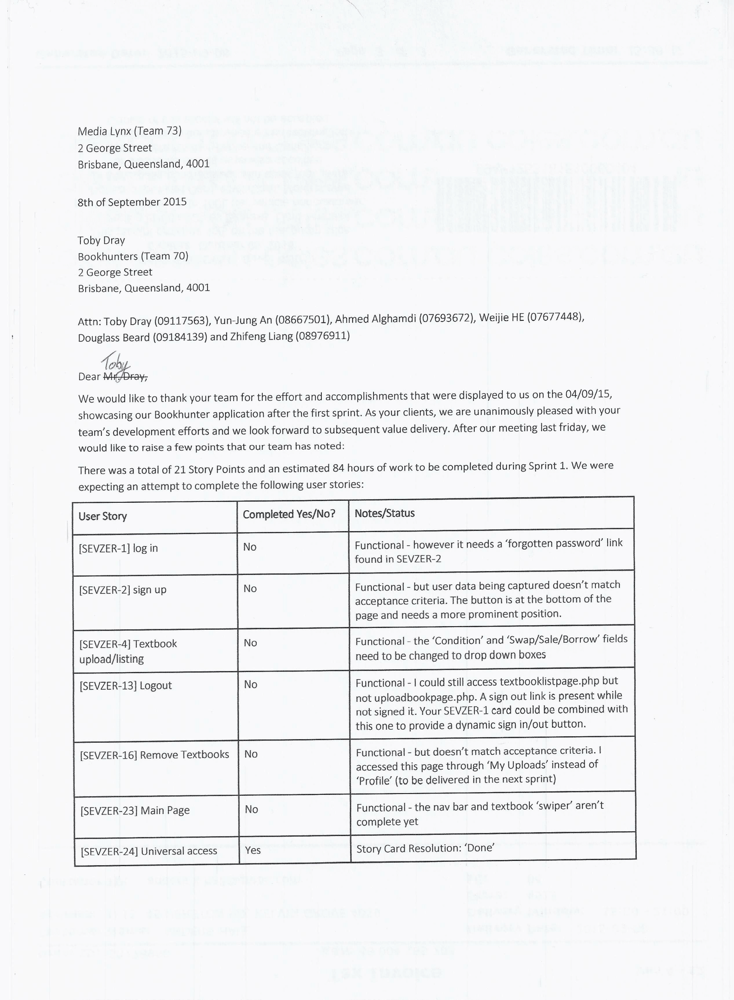 Media Lynx (Team 73)
2 George Street
Brisbane, Queensland, 4001
8th of September 2015
Toby Dray
Bookhunters (Team 70)
2 George Street
Brisbane, Queensland, 4001
Attn: Toby Dray (09117563), Yun-Jung An (08667501), Ahmed Alghamdi (07693672), Weijie HE (07677448),
Douglass Beard (09184139) and Zhifeng Liang (08976911)
Toby
Dear Mr. Dray,
We would like to thank your team for the effort and accomplishments that were displayed to us on the 04/09/15,
showcasing our Bookhunter application after the first sprint. As your clients, we are unanimously pleased with your
team's development efforts and we look forward to subsequent value delivery. After our meeting last friday, we
would like to raise a few points that our team has noted:
There was a total of 21 Story Points and an estimated 84 hours of work to be completed during Sprint 1. We were
expecting an attempt to complete the following user stories:
User Story Completed Yes/No? Notes/Status
[SEVZER-1] log in No Functional - however it needs a 'forgotten password' link
found in SEVZER-2
[SEVZER-2] sign up No Functional - but user data being captured doesn't match
acceptance criteria. The button is at the bottom of the
page and needs a more prominent position.
[SEVZER-4] Textbook No Functional - the 'Condition' and 'Swap/Sale/Borrow' fields
upload/listing need to be changed to drop down boxes
[SEVZER-13] Logout No Functional - I could still access textbooklistpage.php but
not uploadbookpage.php. A sign out link is present while
not signed it. Your SEVZER-1 card could be combined with
this one to provide a dynamic sign in/out button.
[SEVZER-16] Remove Textbooks No Functional - but doesn't match acceptance criteria. I
accessed this page through 'My Uploads' instead of
'Profile' (to be delivered in the next sprint)
[SEVZER-23] Main Page No Functional - the nav bar and textbook 'swiper' aren't
complete yet
[SEVZER-24] Universal access Yes Story Card Resolution: 'Done'